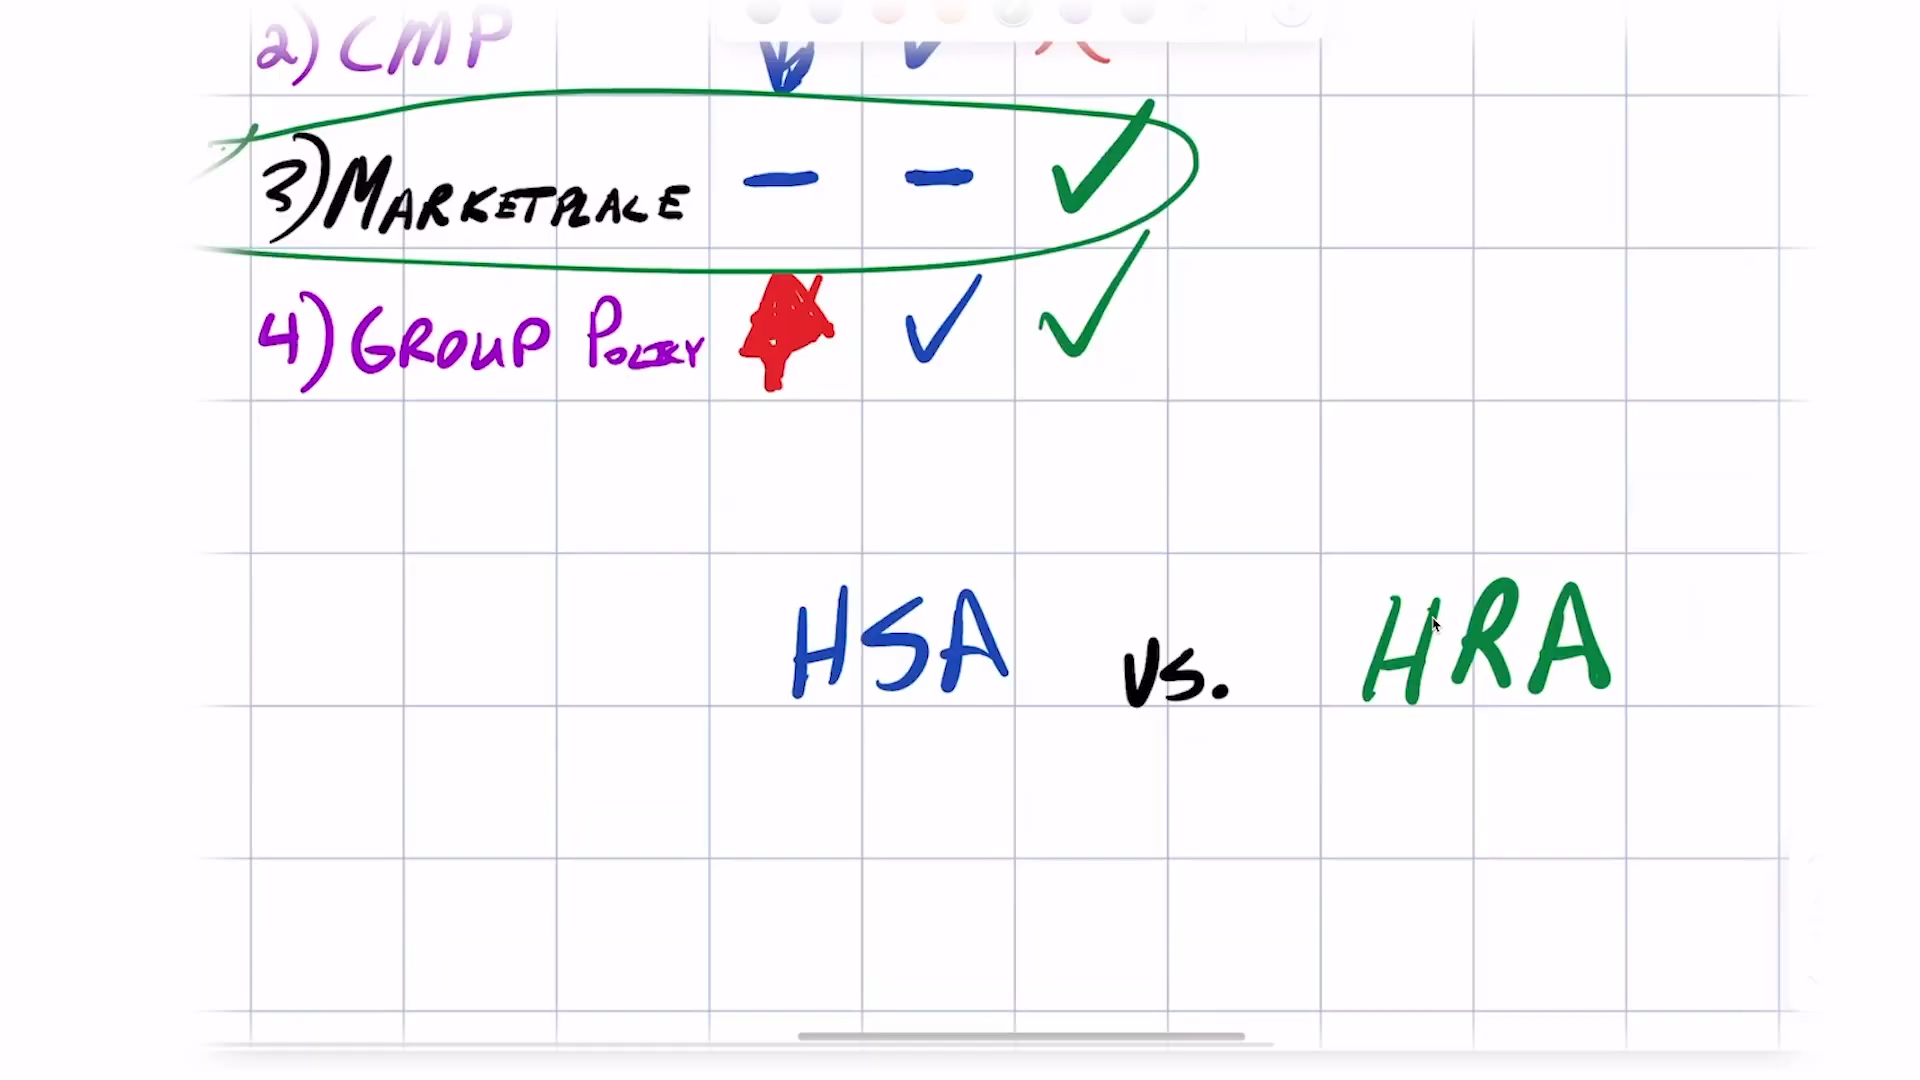 2) CMP
3) MARKETPLACE
4) GROUP POLICY
HSA vs. HRA